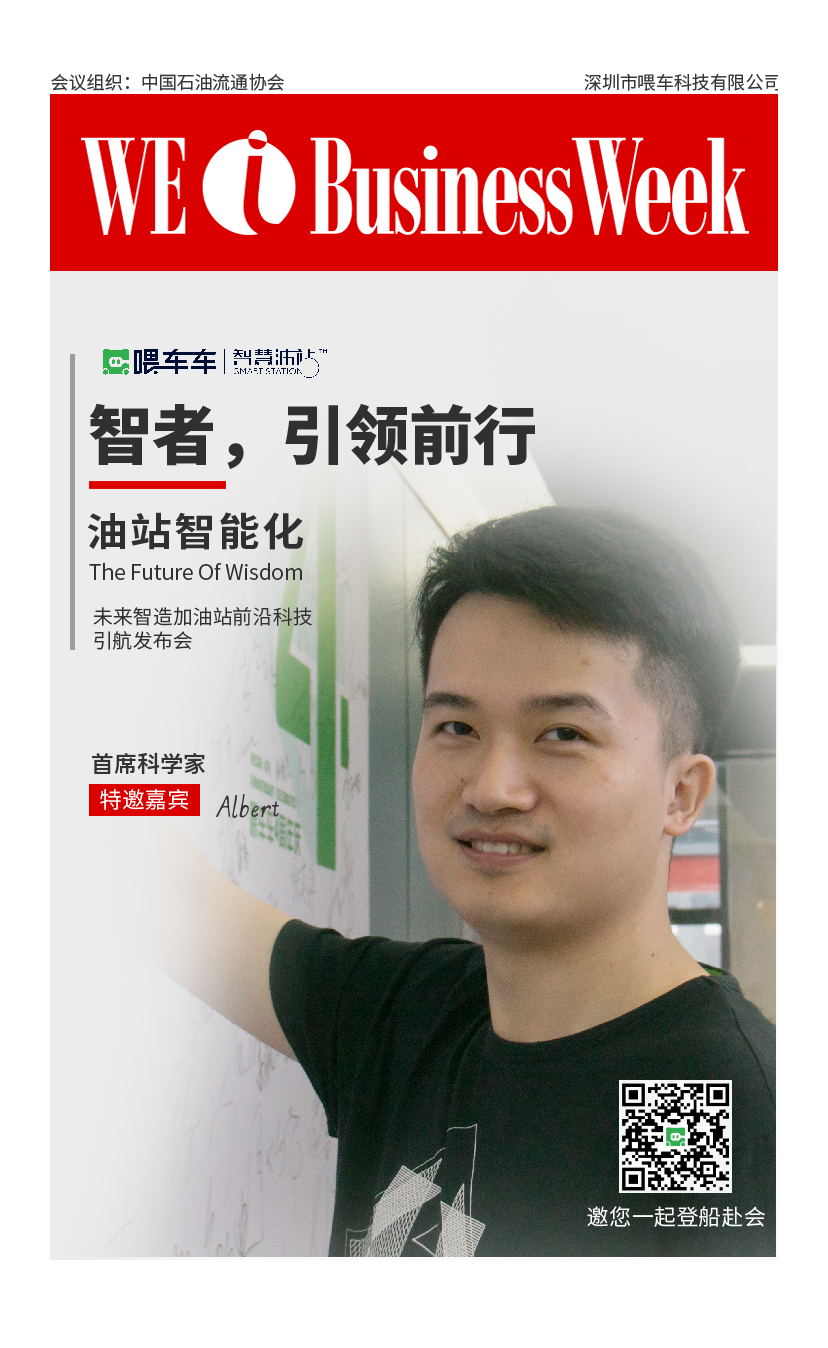 会议组织：中国石油流通协会
深圳市喂车科技有限公司
WE i BusinessWeek
喂车车 智慧油站™
SMART STATION
智者，引领前行
油站智能化
The Future Of Wisdom
未来智造加油站前沿科技
引航发布会
首席科学家
特邀嘉宾 Albert
邀您一起登船赴会